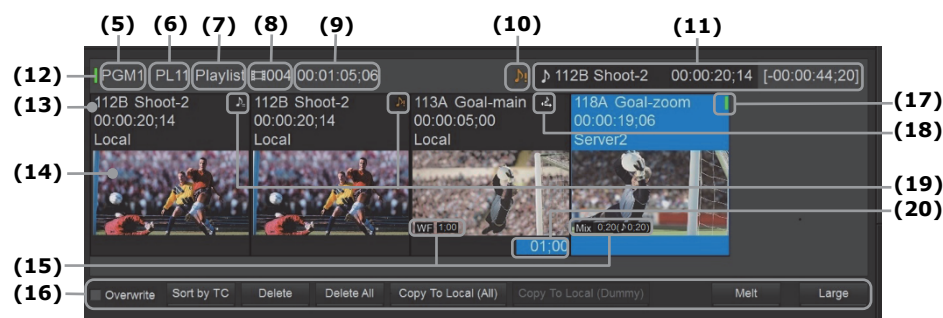 (5) (6) (7) (8) (9) (10) (11)
(12) PGM1 PL11 Playlist 004 00:01:05;06 ♪! ♪ 112B Shoot-2 00:00:20;14 [-00:00:44;20]
(13) 112B Shoot-2 112B Shoot-2 113A Goal-main 118A Goal-zoom (17)
00:00:20;14 00:00:20;14 00:00:05;00 00:00:19;06 (18)
Local Local Local Server2
(14) (19)
(20)
WF 1;00 Mix 0;20(♪0;20)
01;00
(15)
(16) Overwrite Sort by TC Delete Delete All Copy To Local (All) Copy To Local (Dummy) Melt Large